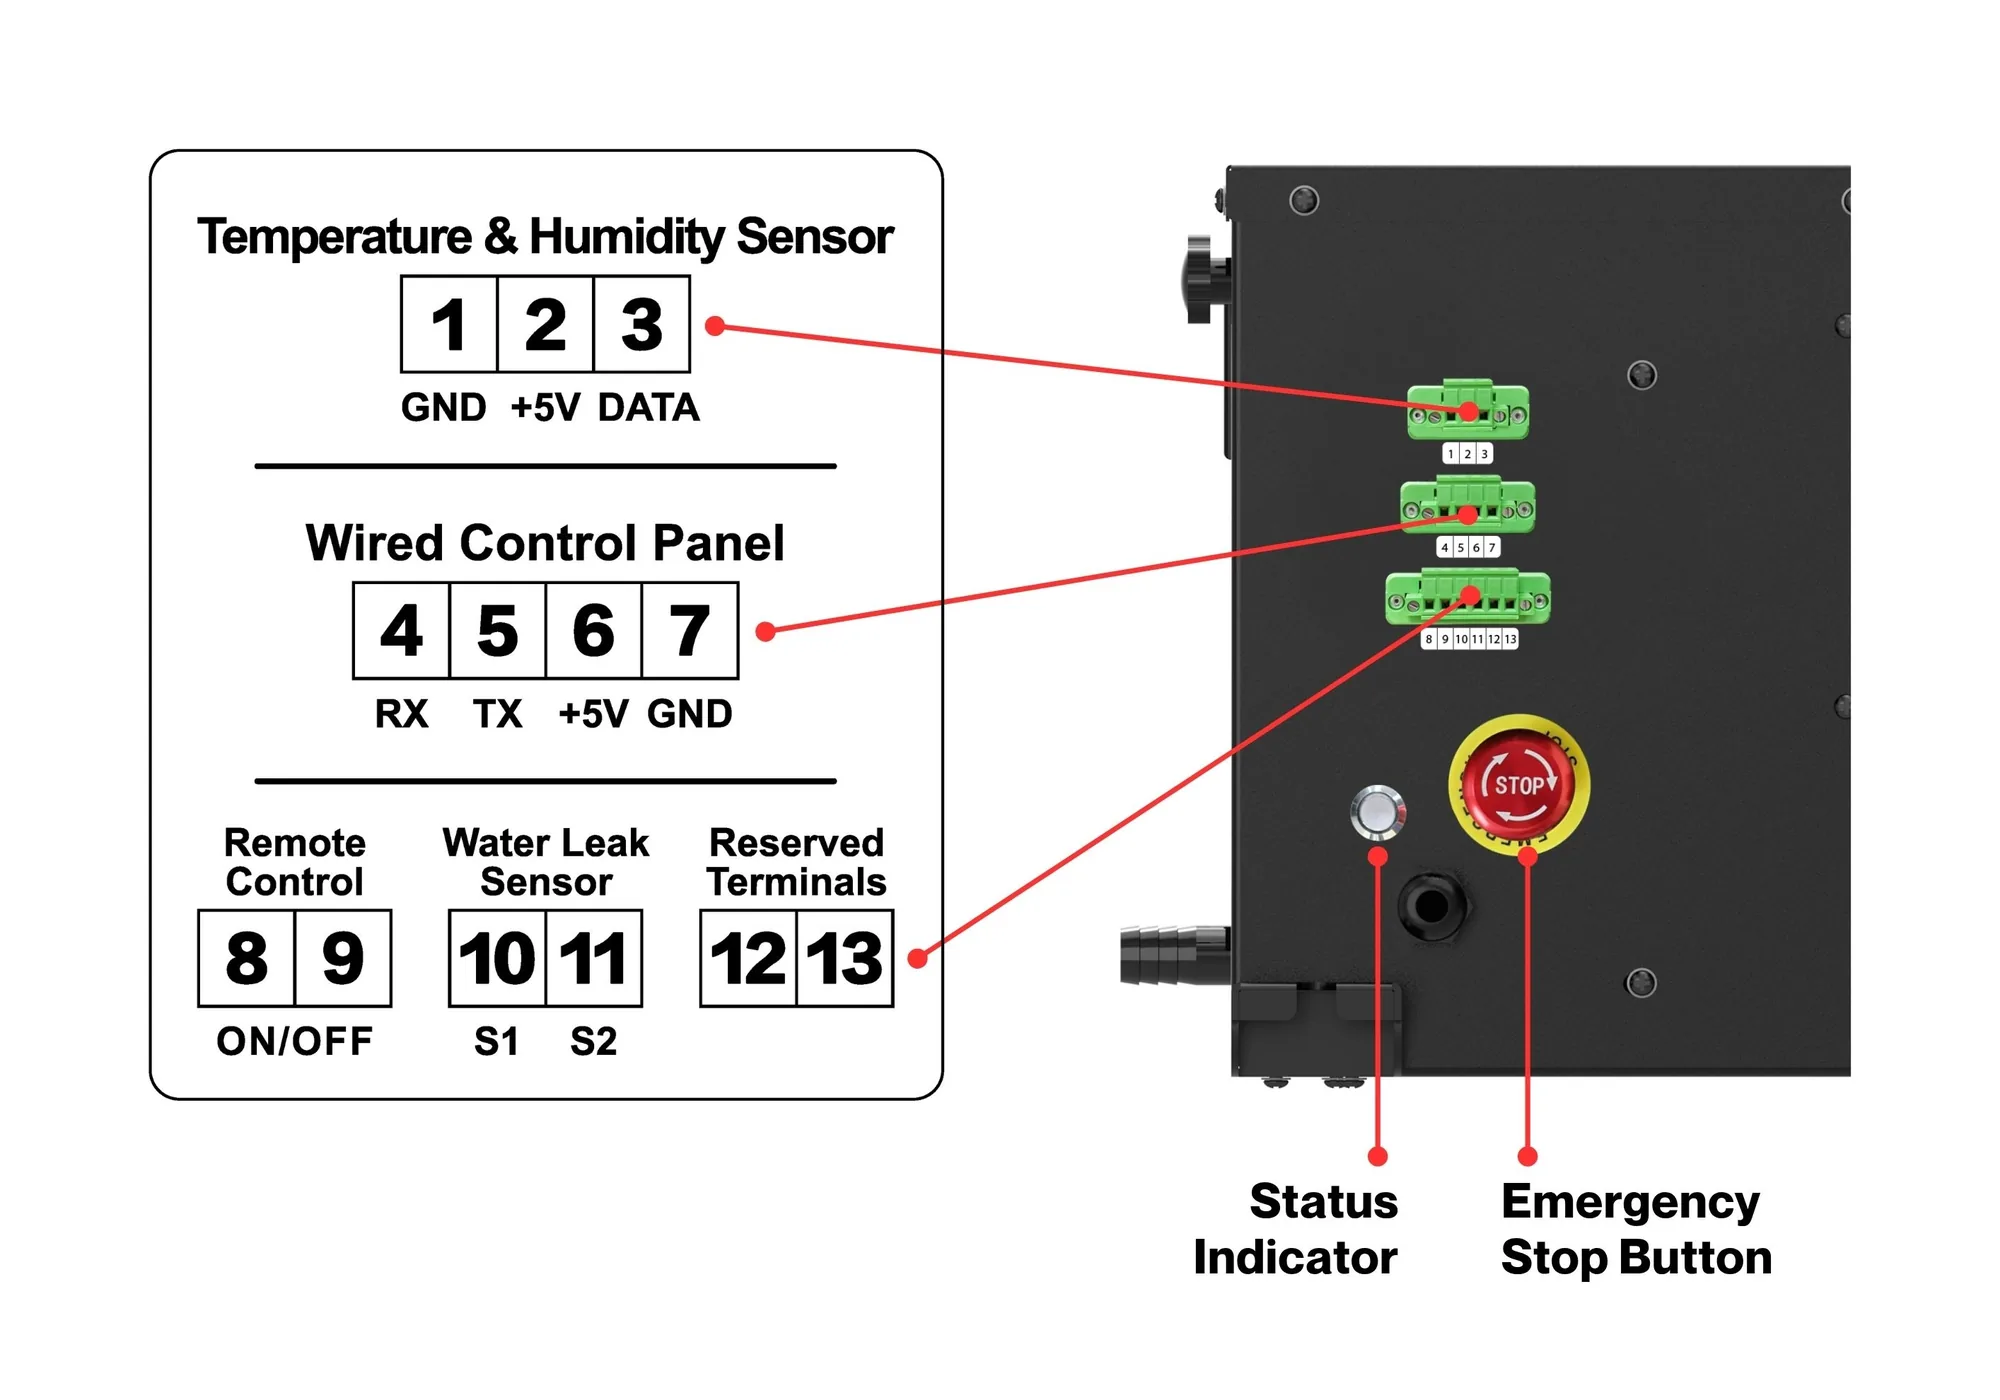 Temperature & Humidity Sensor
1 2 3
GND +5V DATA
Wired Control Panel
4 5 6 7
RX TX +5V GND
Remote Control
8 9
ON/OFF
Water Leak Sensor
10 11
S1 S2
Reserved Terminals
12 13
1 2 3
4 5 6 7
8 9 10 11 12 13
STOP
Status
Indicator
Emergency
Stop Button